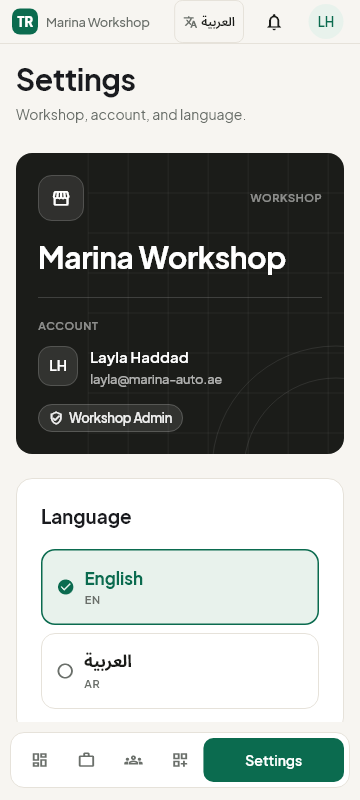 TR Marina Workshop العربية LH
Settings
Workshop, account, and language.
WORKSHOP
Marina Workshop
ACCOUNT
LH Layla Haddad
layla@marina-auto.ae
Workshop Admin
Language
English
EN
العربية
AR
Settings